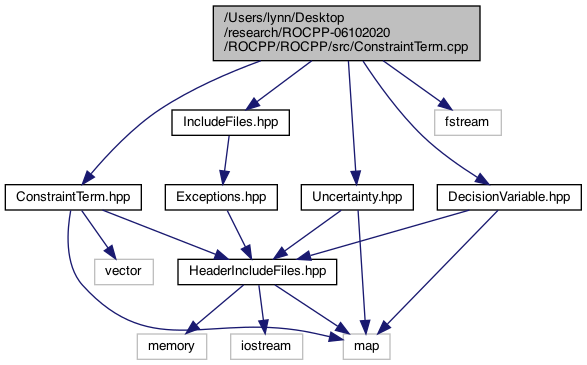 /Users/lynn/Desktop
/research/ROCPP-06102020
/ROCPP/ROCPP/src/ConstraintTerm.cpp
IncludeFiles.hpp
fstream
ConstraintTerm.hpp
Exceptions.hpp
Uncertainty.hpp
DecisionVariable.hpp
vector
HeaderIncludeFiles.hpp
memory
iostream
map